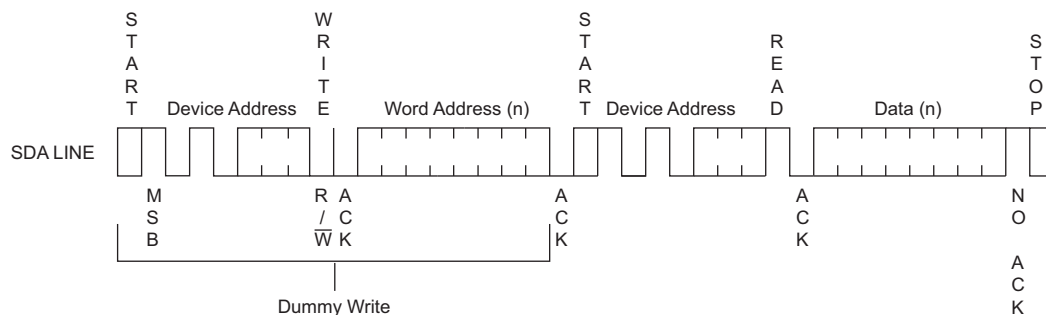 START
WRITE
START
READ
STOP
Device Address
Word Address (n)
Device Address
Data (n)
SDA LINE
MSB
R/W
ACK
ACK
ACK
NO ACK
Dummy Write